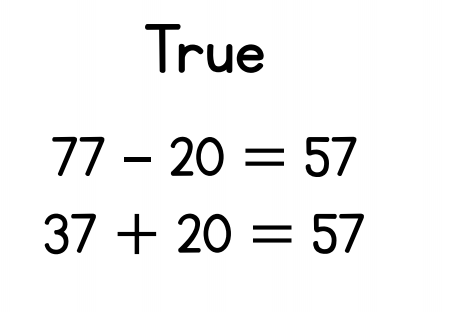 True
77 - 20 = 57
37 + 20 = 57